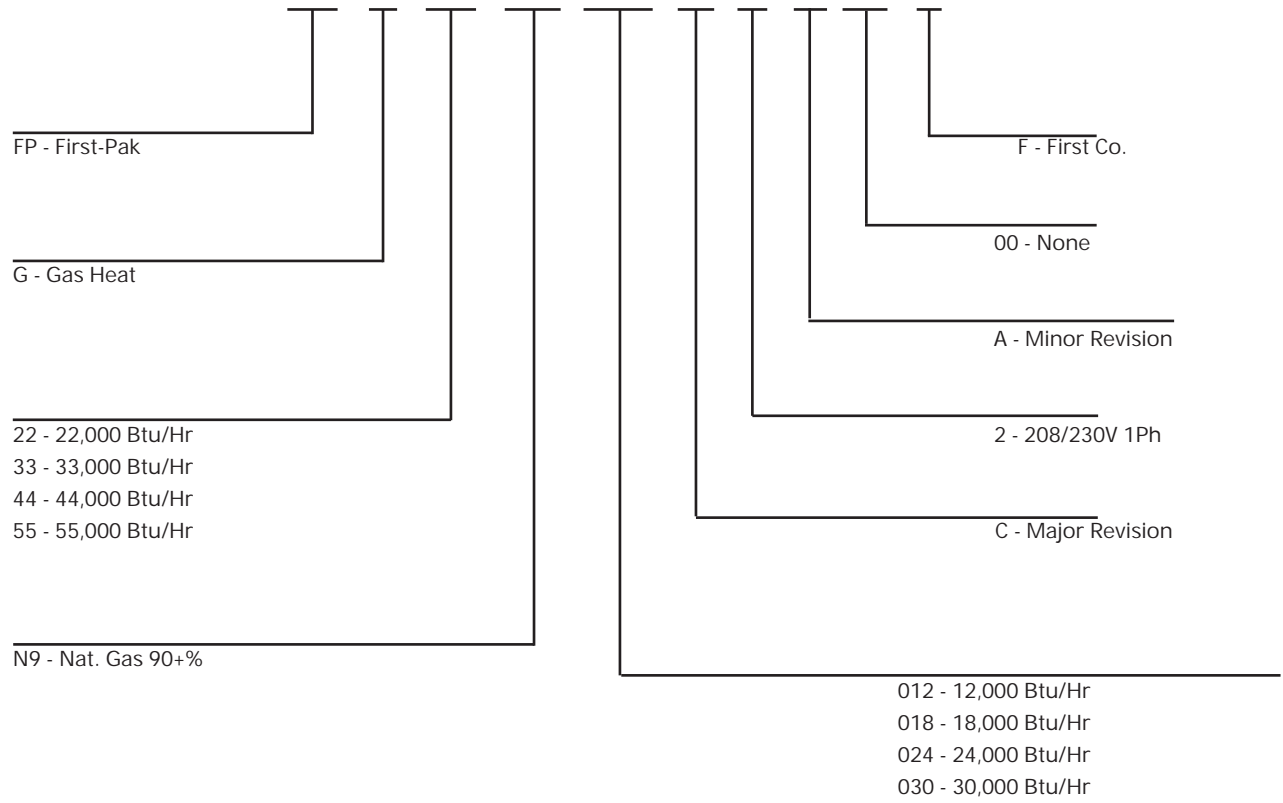 FP - First-Pak
G - Gas Heat
22 - 22,000 Btu/Hr
33 - 33,000 Btu/Hr
44 - 44,000 Btu/Hr
55 - 55,000 Btu/Hr
N9 - Nat. Gas 90+%
F - First Co.
00 - None
A - Minor Revision
2 - 208/230V 1Ph
C - Major Revision
012 - 12,000 Btu/Hr
018 - 18,000 Btu/Hr
024 - 24,000 Btu/Hr
030 - 30,000 Btu/Hr